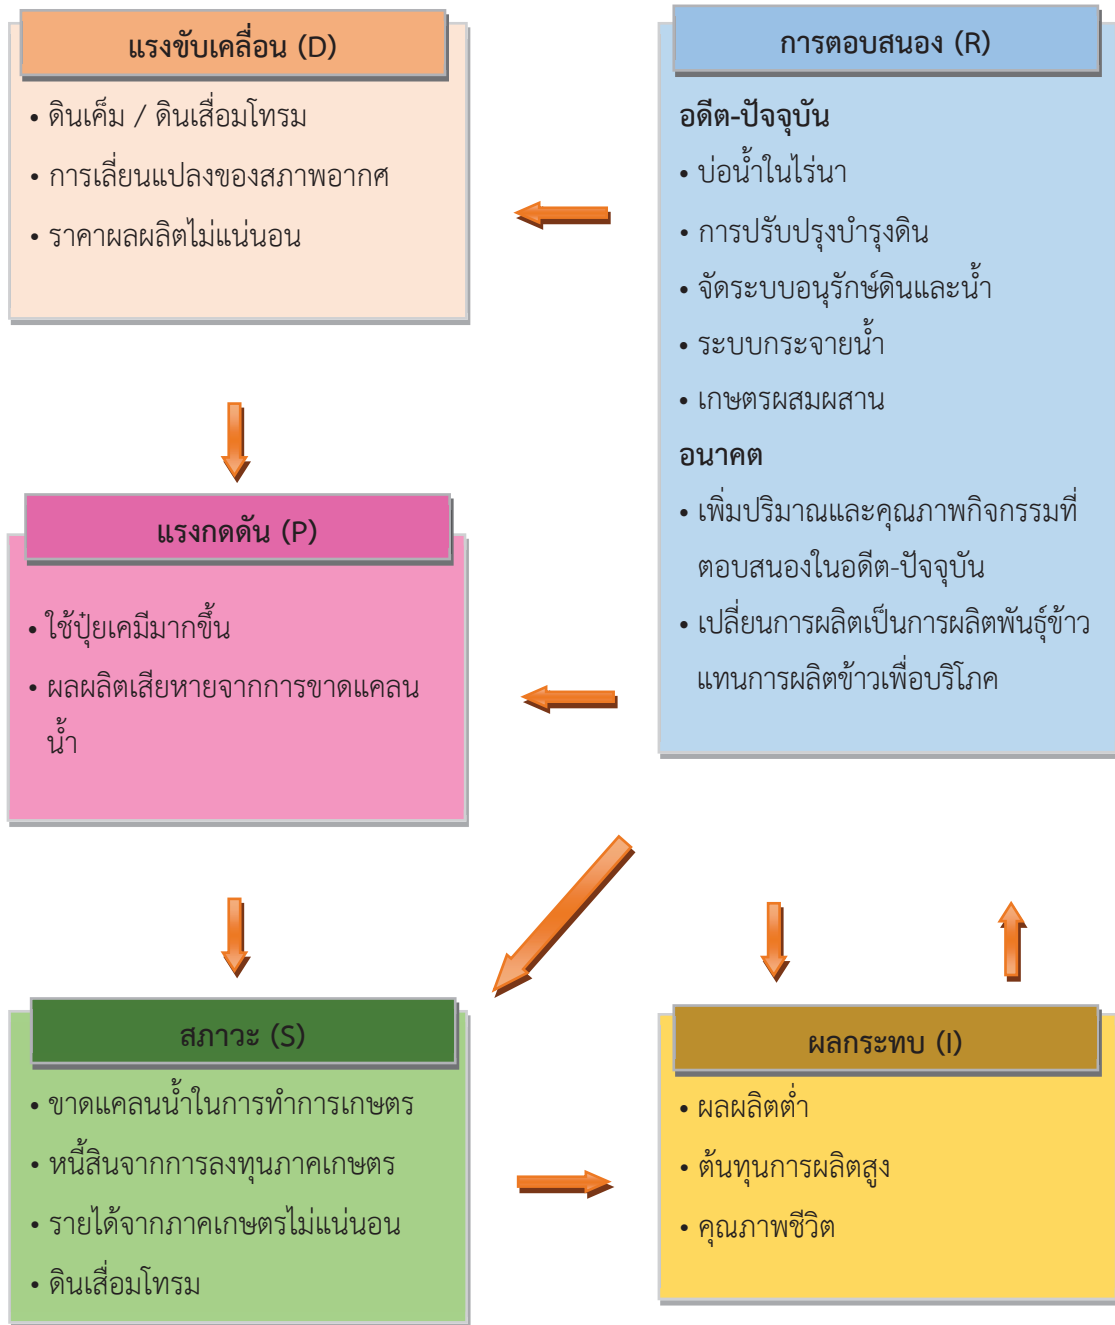 แรงขับเคลื่อน (D)
• ดินเค็ม / ดินเสื่อมโทรม
• การเลี่ยนแปลงของสภาพอากศ
• ราคาผลผลิตไม่แน่นอน
การตอบสนอง (R)
อดีต-ปัจจุบัน
• บ่อน้ำในไร่นา
• การปรับปรุงบำรุงดิน
• จัดระบบอนุรักษ์ดินและน้ำ
• ระบบกระจายน้ำ
• เกษตรผสมผสาน
อนาคต
• เพิ่มปริมาณและคุณภาพกิจกรรมที่
ตอบสนองในอดีต-ปัจจุบัน
• เปลี่ยนการผลิตเป็นการผลิตพันธุ์ข้าว
แทนการผลิตข้าวเพื่อบริโภค
แรงกดดัน (P)
• ใช้ปุ๋ยเคมีมากขึ้น
• ผลผลิตเสียหายจากการขาดแคลน
น้ำ
สภาวะ (S)
• ขาดแคลนน้ำในการทำการเกษตร
• หนี้สินจากการลงทุนภาคเกษตร
• รายได้จากภาคเกษตรไม่แน่นอน
• ดินเสื่อมโทรม
ผลกระทบ (I)
• ผลผลิตต่ำ
• ต้นทุนการผลิตสูง
• คุณภาพชีวิต